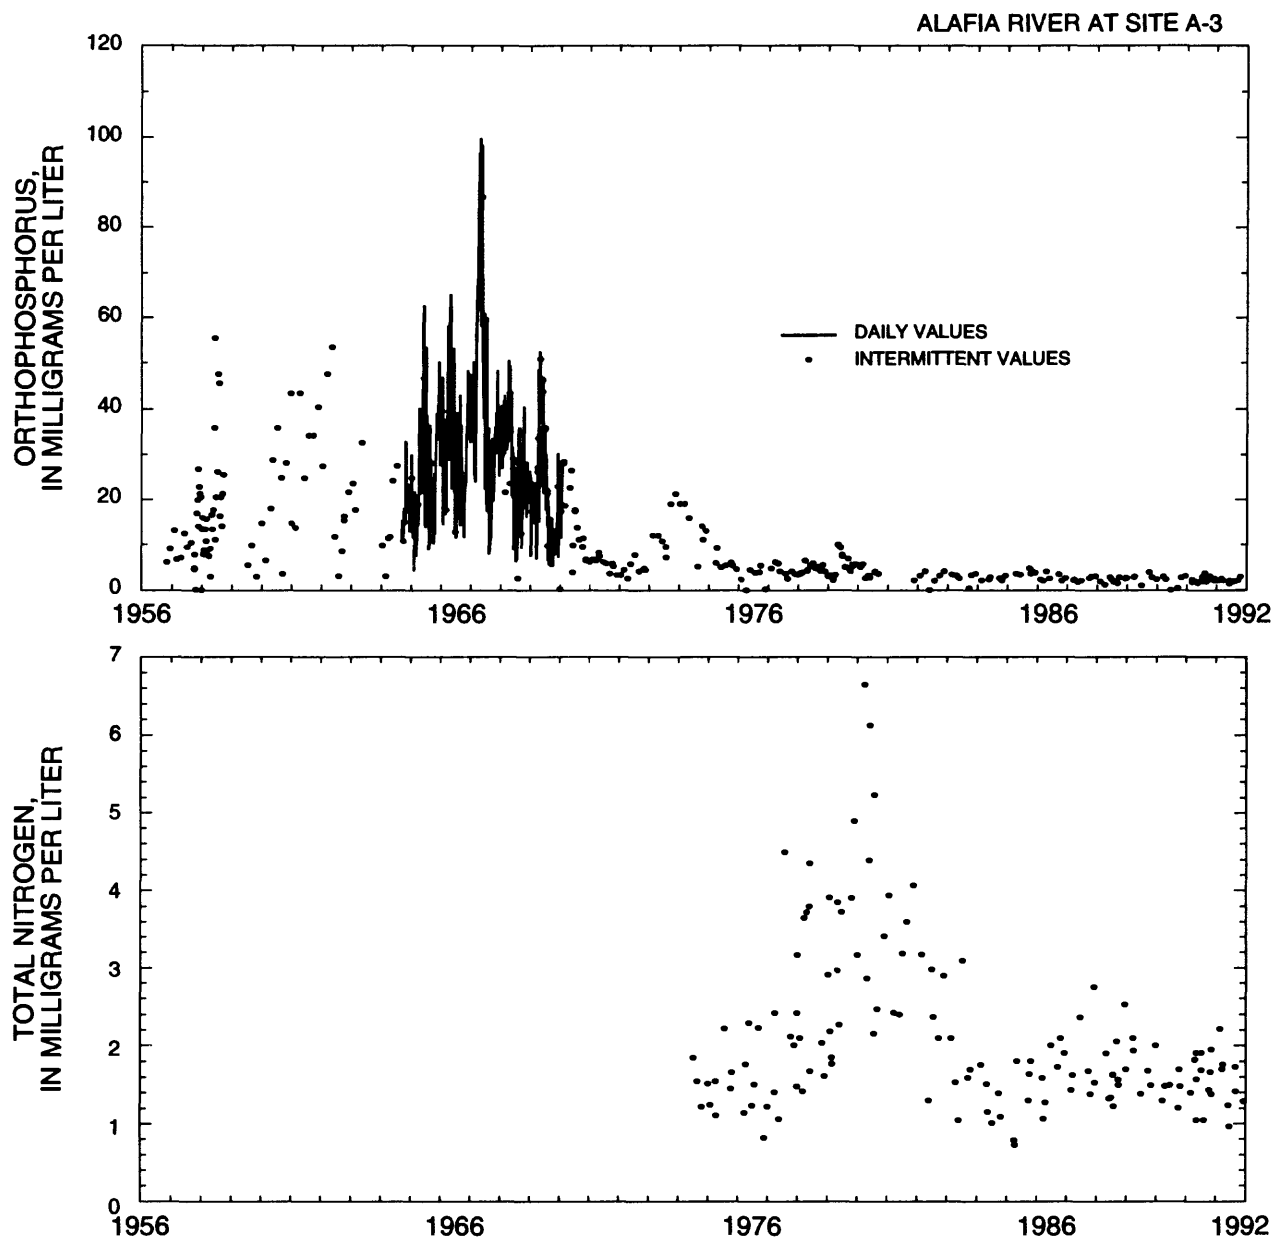 ALAFIA RIVER AT SITE A-3
120
100
80
60
40
20
0
ORTHOPHOSPHORUS,
IN MILLIGRAMS PER LITER
DAILY VALUES
INTERMITTENT VALUES
1956 1966 1976 1986 1992
7
6
5
4
3
2
1
0
TOTAL NITROGEN,
IN MILLIGRAMS PER LITER
1956 1966 1976 1986 1992